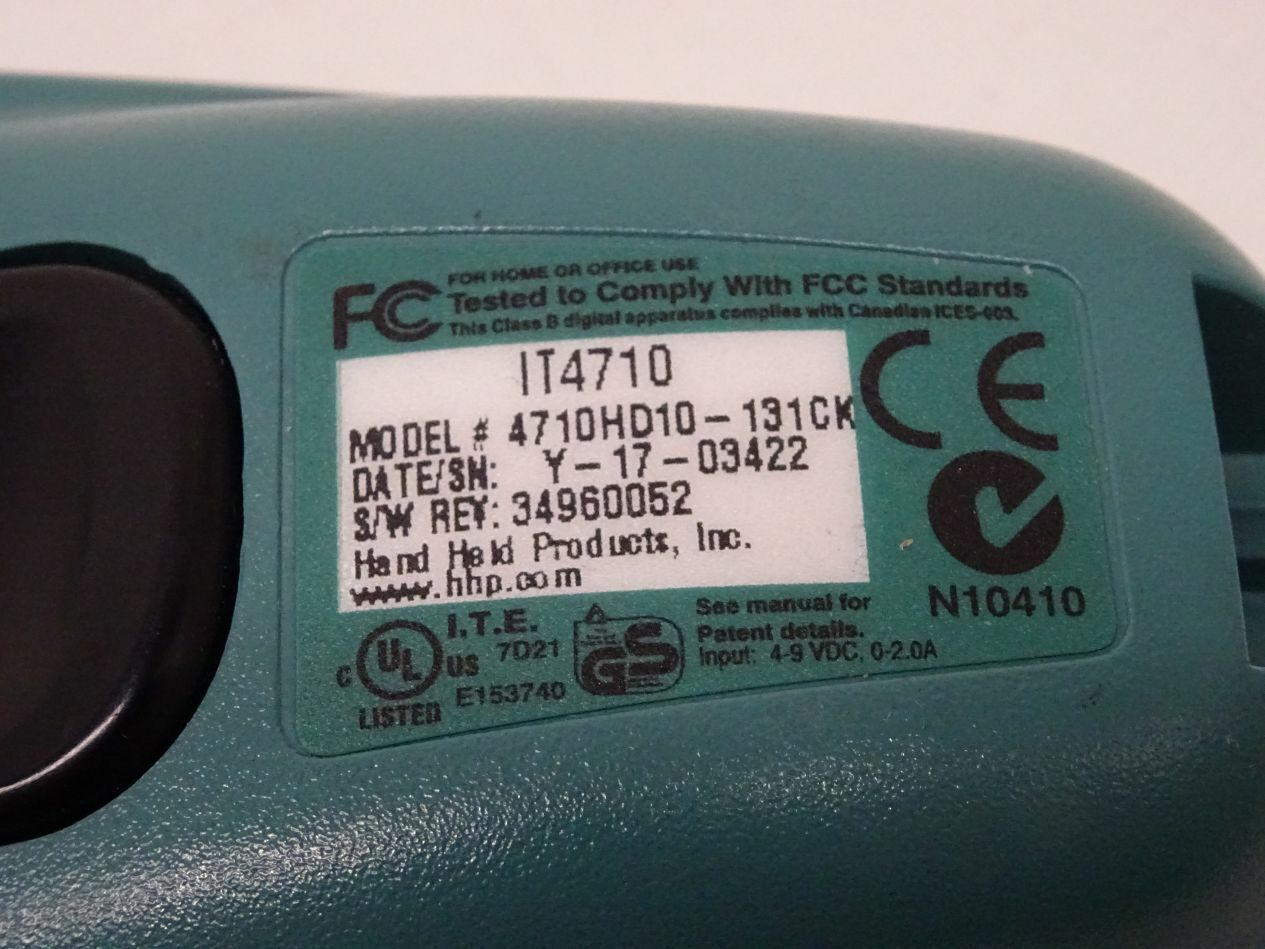 FC FOR HOME OR OFFICE USE
Tested to Comply With FCC Standards
This Class B digital apparatus complies with Canadian ICES-003.
IT4710
MODEL # 4710HD10-131CK
DATE/SN: Y-17-03422
S/W REV: 34960052
Hand Held Products, Inc.
www.hhp.com
CE
N10410
C UL US
LISTED
I.T.E.
7D21
E153740
GS
See manual for
Patent details.
Input: 4-9 VDC, 0-2.0A